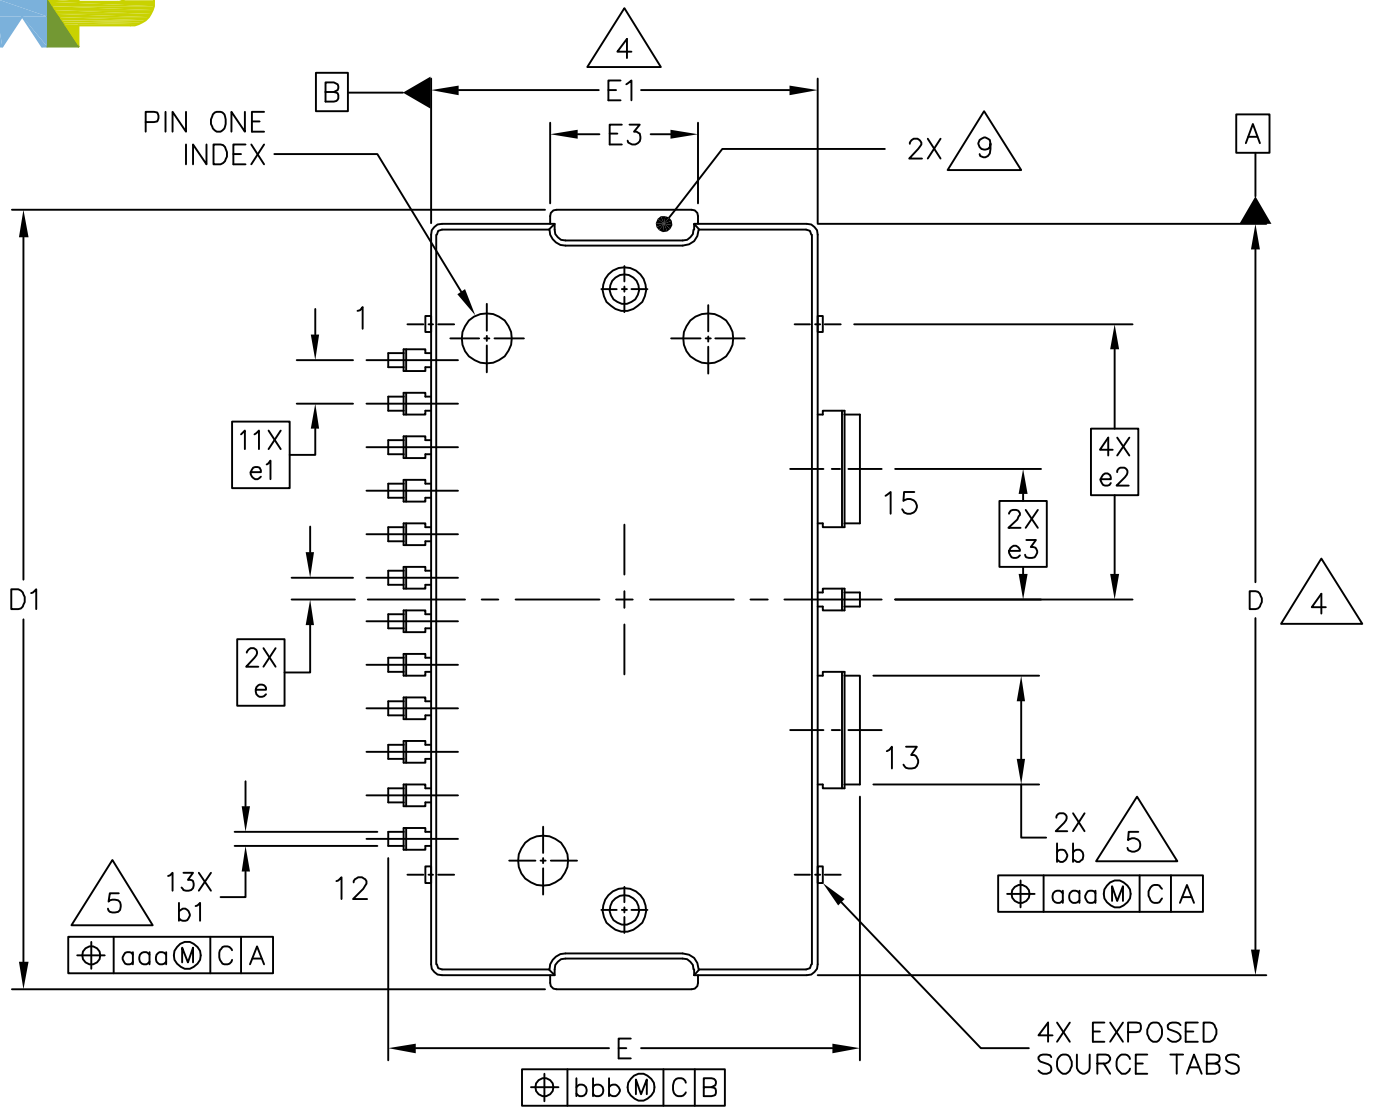 4
B
E1
PIN ONE
INDEX
E3
2X 9
A
1
11X
e1
4X
e2
15
2X
e3
D1
D 4
2X
e
13
2X
bb 5
⌖ aaa Ⓜ C A
5 13X
b1
12
⌖ aaa Ⓜ C A
E
⌖ bbb Ⓜ C B
4X EXPOSED
SOURCE TABS